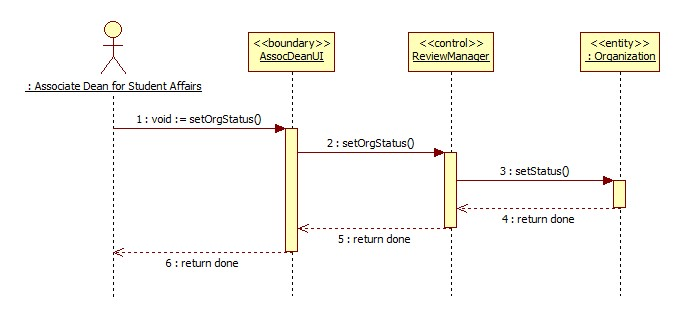 <<boundary>>
AssocDeanUI
<<control>>
ReviewManager
<<entity>>
: Organization
: Associate Dean for Student Affairs
1 : void := setOrgStatus()
2 : setOrgStatus()
3 : setStatus()
4 : return done
5 : return done
6 : return done